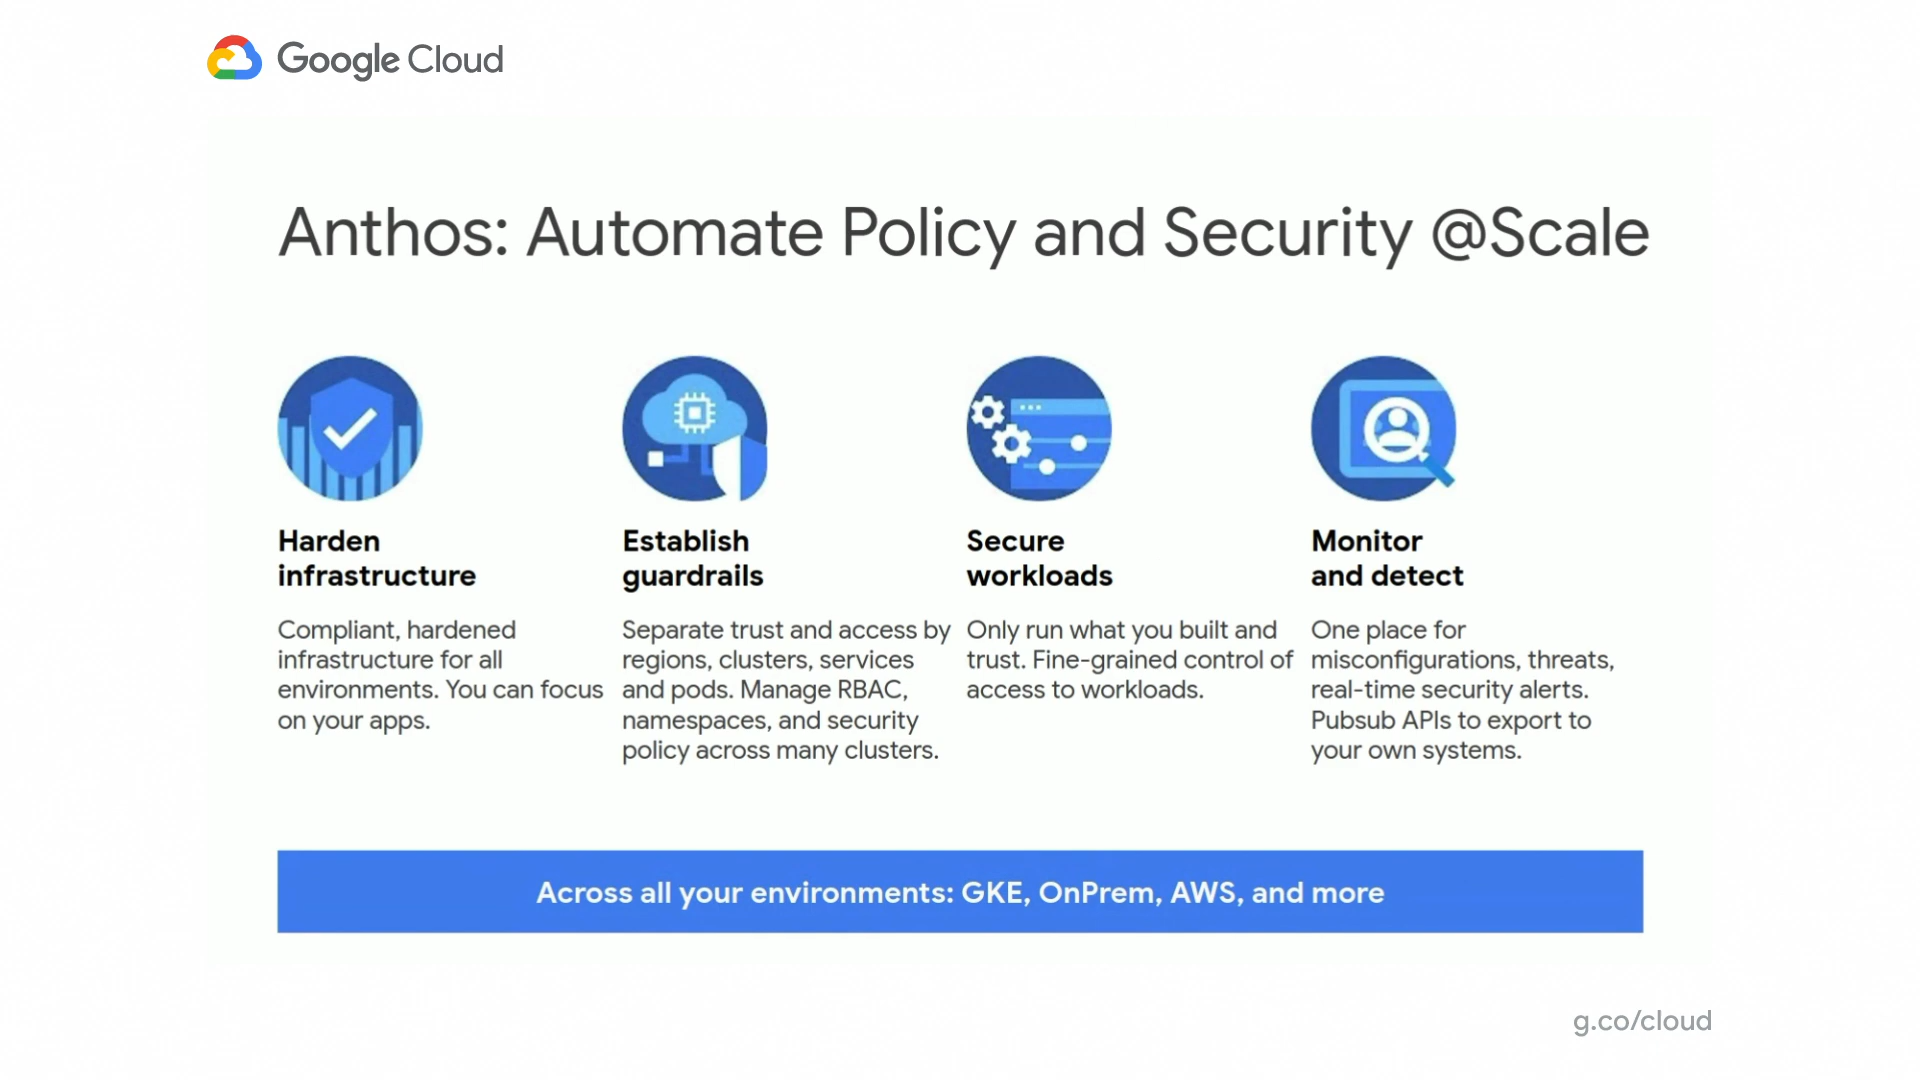 Google Cloud
Anthos: Automate Policy and Security @Scale
Harden
infrastructure
Compliant, hardened
infrastructure for all
environments. You can focus
on your apps.
Establish
guardrails
Separate trust and access by
regions, clusters, services
and pods. Manage RBAC,
namespaces, and security
policy across many clusters.
Secure
workloads
Only run what you built and
trust. Fine-grained control of
access to workloads.
Monitor
and detect
One place for
misconfigurations, threats,
real-time security alerts.
Pubsub APIs to export to
your own systems.
Across all your environments: GKE, OnPrem, AWS, and more
g.co/cloud